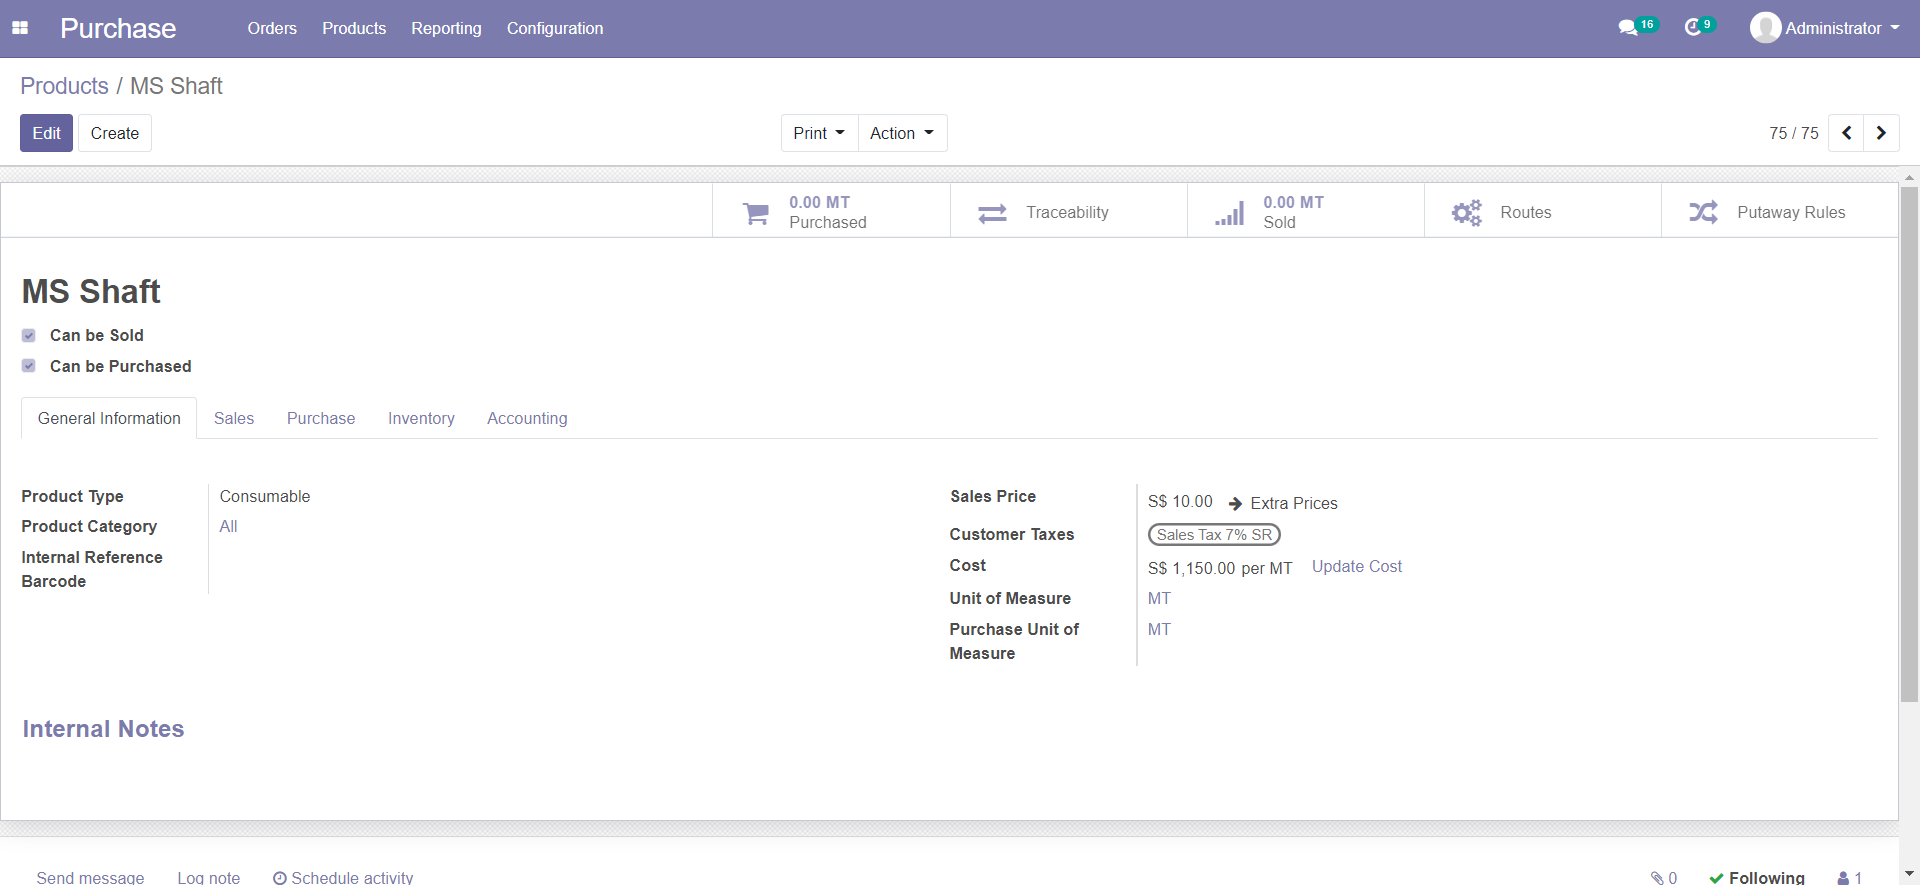 Purchase Orders Products Reporting Configuration 16 9 Administrator
Products / MS Shaft
Edit Create Print Action 75 / 75
0.00 MT
Purchased
Traceability
0.00 MT
Sold
Routes
Putaway Rules
MS Shaft
Can be Sold
Can be Purchased
General Information Sales Purchase Inventory Accounting
Product Type Consumable
Product Category All
Internal Reference
Barcode
Sales Price S$ 10.00 Extra Prices
Customer Taxes Sales Tax 7% SR
Cost S$ 1,150.00 per MT Update Cost
Unit of Measure MT
Purchase Unit of Measure MT
Internal Notes
Send message Log note Schedule activity 0 Following 1